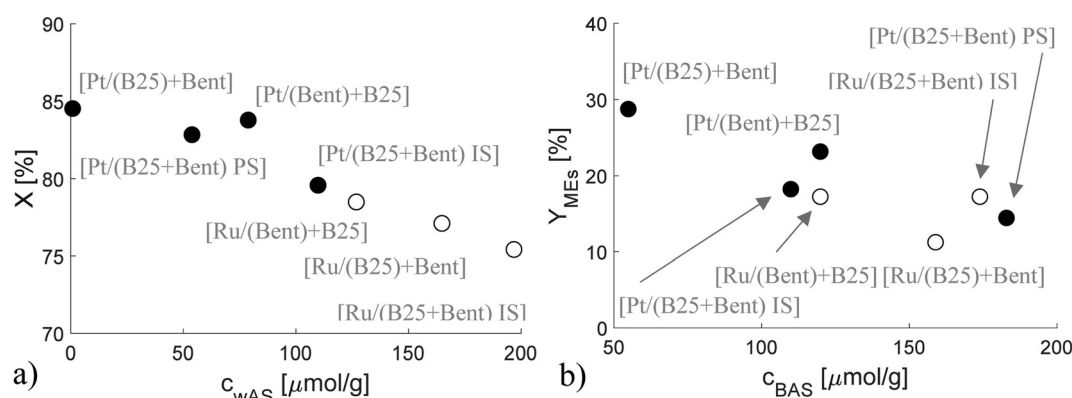 90
85
80
75
70
X [%]
[Pt/(B25)+Bent]
[Pt/(Bent)+B25]
[Pt/(B25+Bent) PS]
[Pt/(B25+Bent) IS]
[Ru/(Bent)+B25]
[Ru/(B25)+Bent]
[Ru/(B25+Bent) IS]
0 50 100 150 200
a)
c_wAS [μmol/g]
40
30
20
10
0
Y_MEs [%]
[Pt/(B25+Bent) PS]
[Pt/(B25)+Bent]
[Ru/(B25+Bent) IS]
[Pt/(Bent)+B25]
[Ru/(Bent)+B25] [Ru/(B25)+Bent]
[Pt/(B25+Bent) IS]
50 100 150 200
b)
c_BAS [μmol/g]